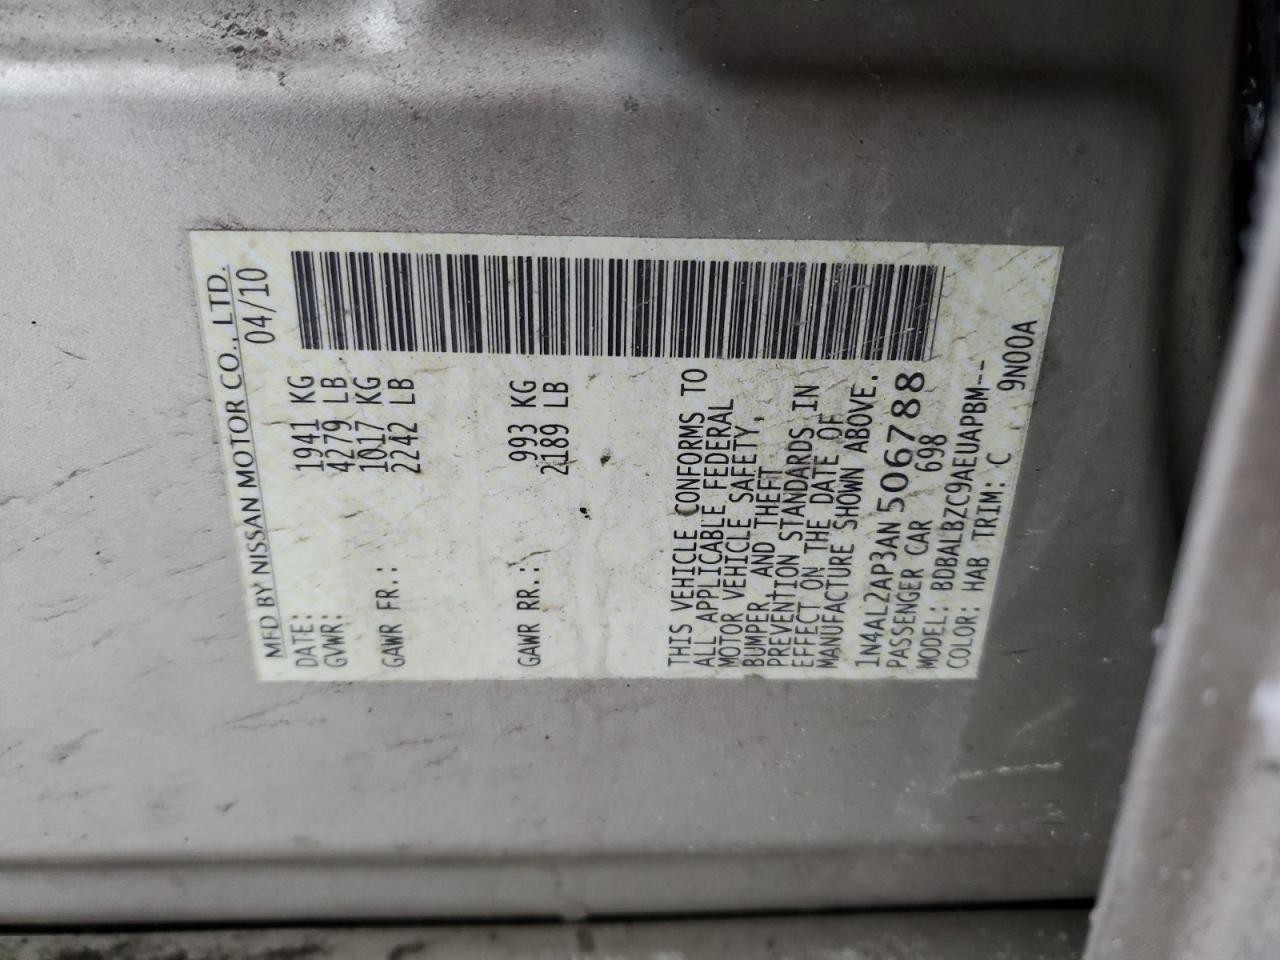 MFD BY NISSAN MOTOR CO., LTD.
DATE: 04/10
GVWR: 1941 KG
4279 LB
GAWR FR.: 1017 KG
2242 LB
GAWR RR.: 993 KG
2189 LB
THIS VEHICLE CONFORMS TO
ALL APPLICABLE FEDERAL
MOTOR VEHICLE SAFETY,
BUMPER, AND THEFT
PREVENTION STANDARDS IN
EFFECT ON THE DATE OF
MANUFACTURE SHOWN ABOVE.
1N4AL2AP3AN506788
PASSENGER CAR 698
MODEL: BDBALBZC9AEUAPBM--
COLOR: HAB TRIM: C 9N00A